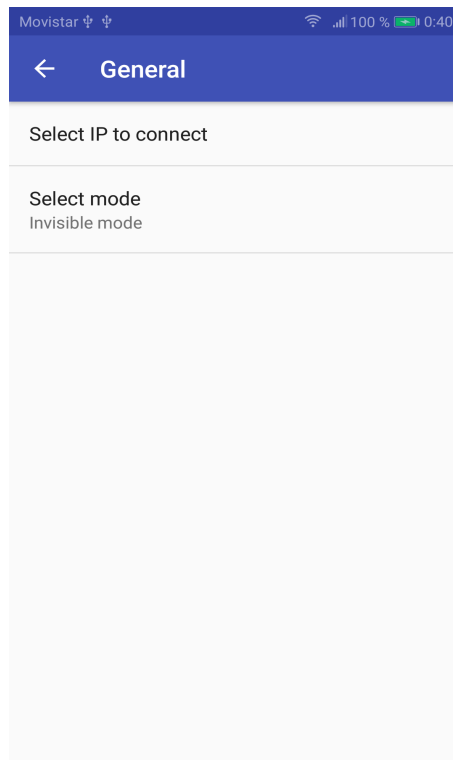 Movistar 100 % 0:40
General
Select IP to connect
Select mode
Invisible mode